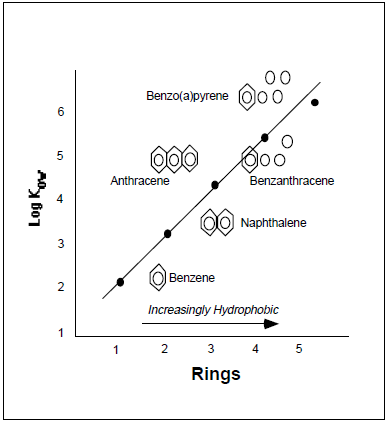 Benzo(a)pyrene
6
5
Anthracene
Benzanthracene
Log Kow
4
Naphthalene
3
Benzene
2
Increasingly Hydrophobic
1
1 2 3 4 5
Rings